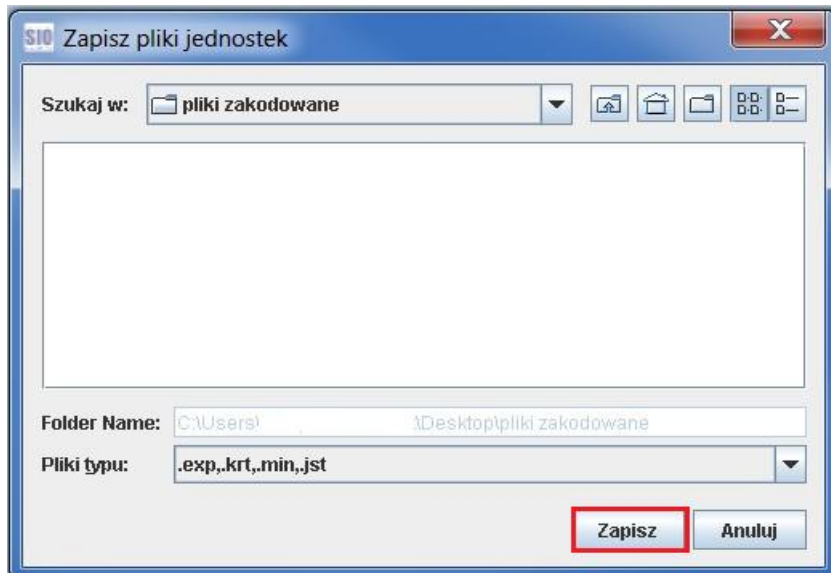 SIO Zapisz pliki jednostek
Szukaj w: pliki zakodowane
Folder Name: C:\Users\ .\Desktop\pliki zakodowane
Pliki typu: .exp,.krt,.min,.jst
Zapisz Anuluj